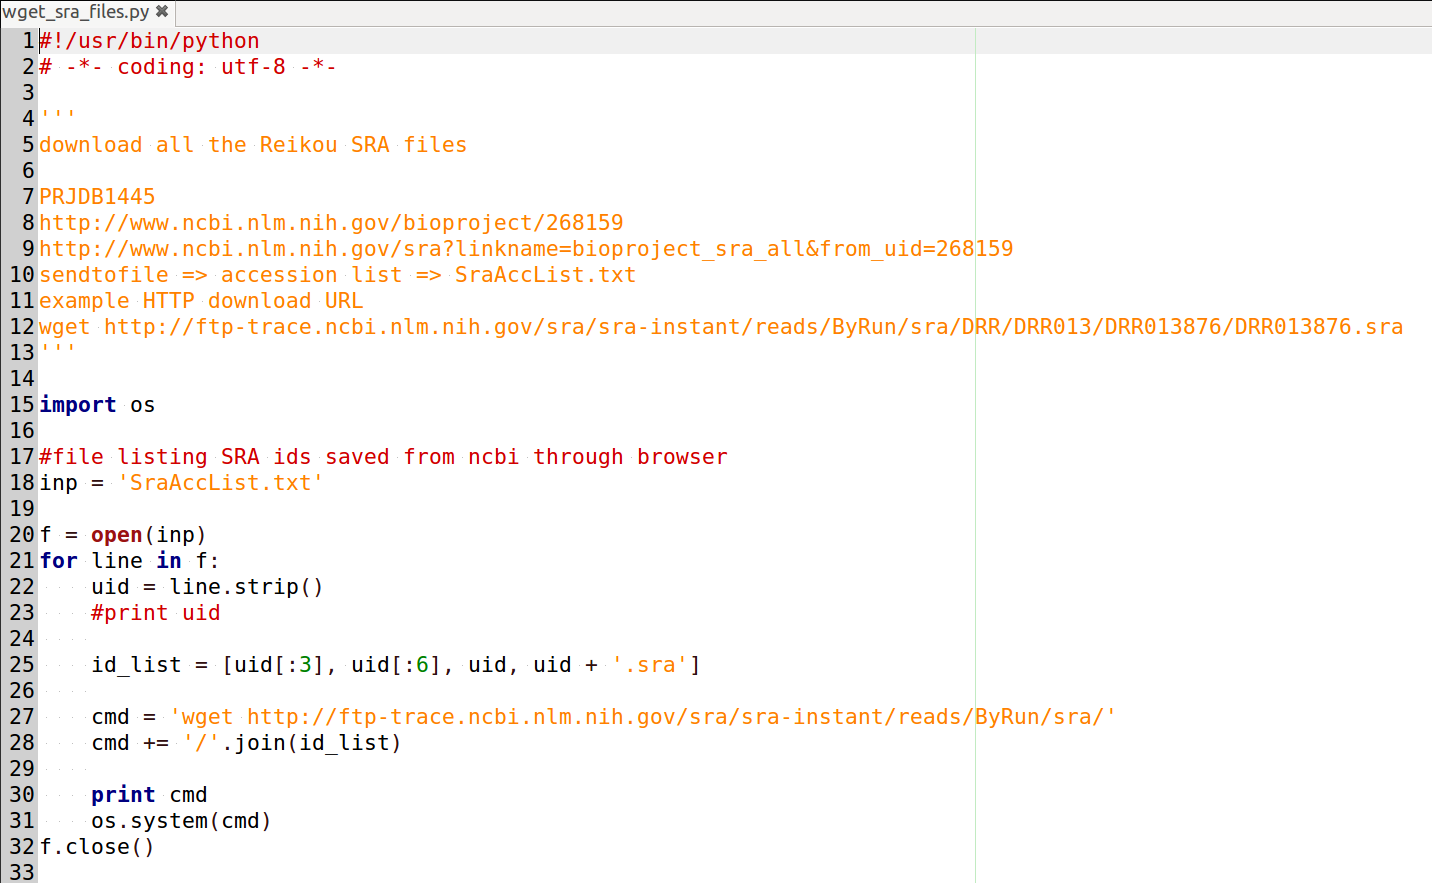 wget_sra_files.py ✖
1 #!/usr/bin/python
2 # -*- coding: utf-8 -*-
3
4 '''
5 download all the Reikou SRA files
6
7 PRJDB1445
8 http://www.ncbi.nlm.nih.gov/bioproject/268159
9 http://www.ncbi.nlm.nih.gov/sra?linkname=bioproject_sra_all&from_uid=268159
10 sendtofile => accession list => SraAccList.txt
11 example HTTP download URL
12 wget http://ftp-trace.ncbi.nlm.nih.gov/sra/sra-instant/reads/ByRun/sra/DRR/DRR013/DRR013876/DRR013876.sra
13 '''
14
15 import os
16
17 #file listing SRA ids saved from ncbi through browser
18 inp = 'SraAccList.txt'
19
20 f = open(inp)
21 for line in f:
22     uid = line.strip()
23     #print uid
24
25     id_list = [uid[:3], uid[:6], uid, uid + '.sra']
26
27     cmd = 'wget http://ftp-trace.ncbi.nlm.nih.gov/sra/sra-instant/reads/ByRun/sra/'
28     cmd += '/'.join(id_list)
29
30     print cmd
31     os.system(cmd)
32 f.close()
33